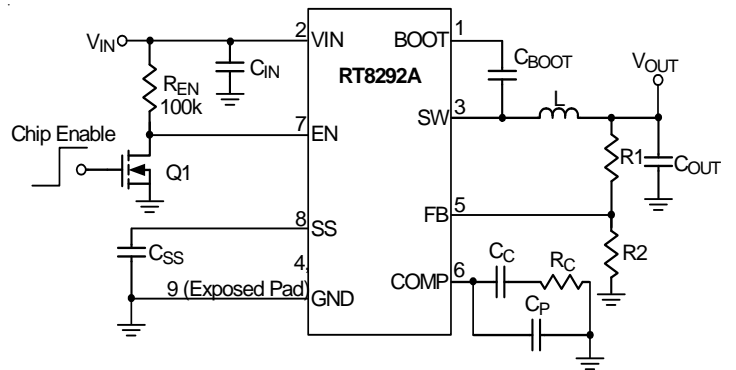 VIN
2
VIN
BOOT
1
CIN
REN
100k
RT8292A
CBOOT
VOUT
L
SW
3
Chip Enable
7
EN
Q1
R1
COUT
8
SS
FB
5
CSS
R2
4,
9 (Exposed Pad)
GND
COMP
6
CC
RC
CP